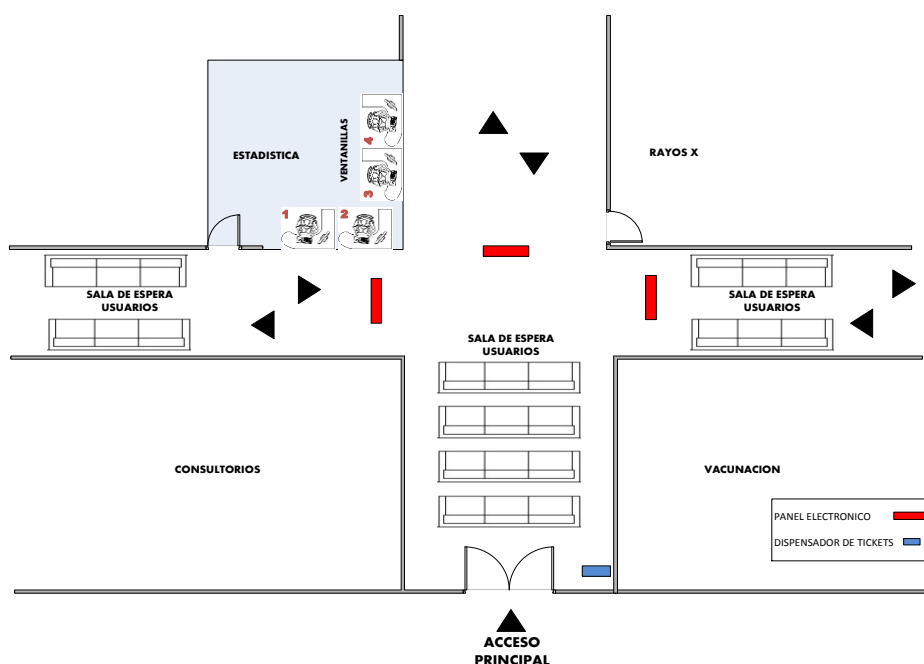 ESTADISTICA
VENTANILLAS
4
3
1
2
RAYOS X
SALA DE ESPERA
USUARIOS
SALA DE ESPERA
USUARIOS
SALA DE ESPERA
USUARIOS
CONSULTORIOS
VACUNACION
PANEL ELECTRONICO
DISPENSADOR DE TICKETS
ACCESO
PRINCIPAL